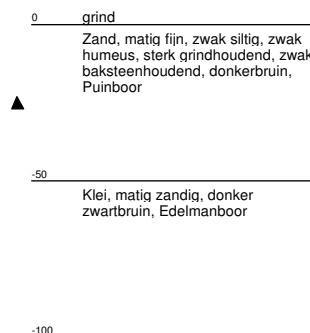 0 grind
Zand, matig fijn, zwak siltig, zwak
humeus, sterk grindhoudend, zwak
baksteenhoudend, donkerbruin,
Puinboor
-50
Klei, matig zandig, donker
zwartbruin, Edelmanboor
-100